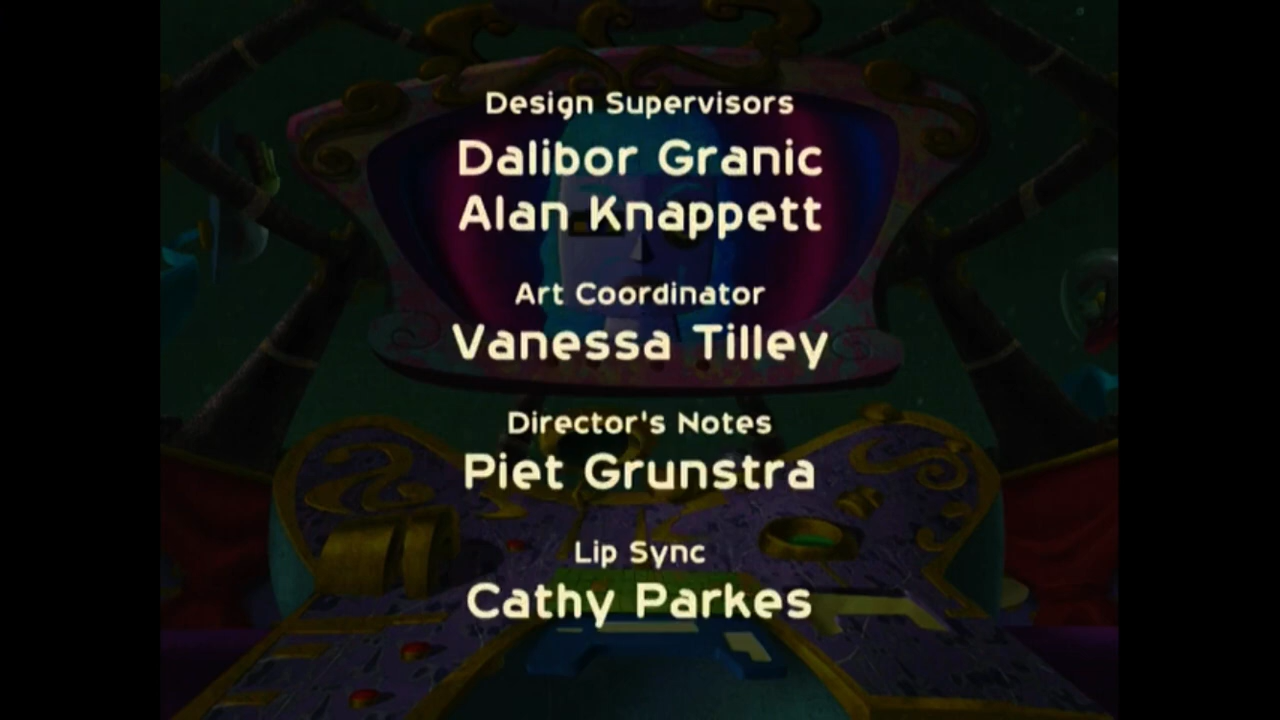 Design Supervisors
Dalibor Granic
Alan Knappett
Art Coordinator
Vanessa Tilley
Director's Notes
Piet Grunstra
Lip Sync
Cathy Parkes